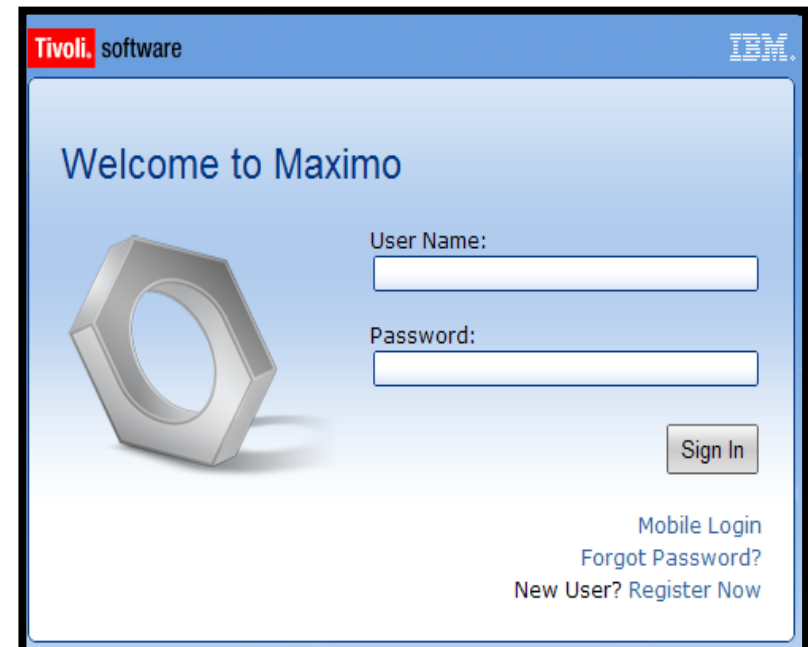 Tivoli. software
IBM.
Welcome to Maximo
User Name:
Password:
Sign In
Mobile Login
Forgot Password?
New User? Register Now